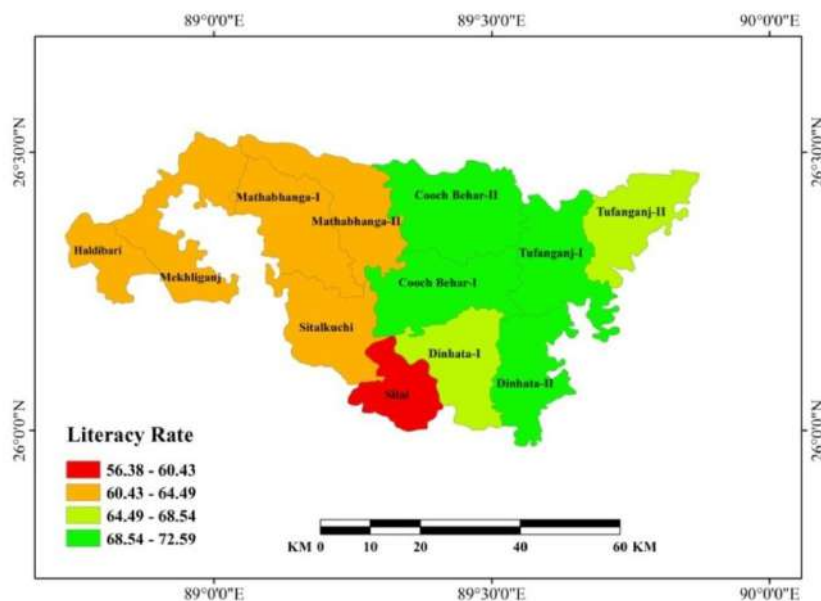 89°0'0"E 89°30'0"E 90°0'0"E
26°30'0"N 26°30'0"N
Mathabhanga-I
Cooch Behar-II
Tufanganj-II
Mathabhanga-II
Haldibari
Tufanganj-I
Mekhliganj
Cooch Behar-I
Sitalkuchi
Dinhata-I
Dinhata-II
Sitai
26°0'0"N 26°0'0"N
Literacy Rate
56.38 - 60.43
60.43 - 64.49
64.49 - 68.54
68.54 - 72.59
KM 0 10 20 40 60 KM
89°0'0"E 89°30'0"E 90°0'0"E